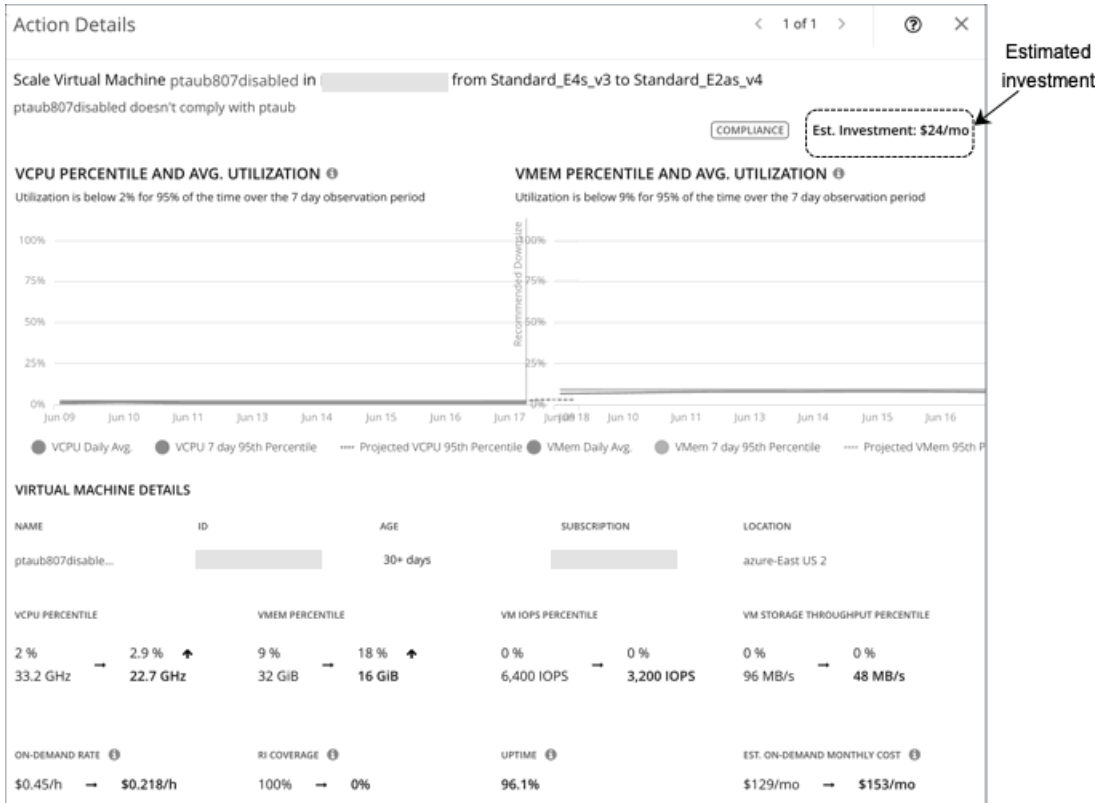 Action Details
< 1 of 1 >
Estimated
investment
Scale Virtual Machine ptaub807disabled in from Standard_E4s_v3 to Standard_E2as_v4
ptaub807disabled doesn't comply with ptaub
COMPLIANCE Est. Investment: $24/mo
VCPU PERCENTILE AND AVG. UTILIZATION
Utilization is below 2% for 95% of the time over the 7 day observation period
VMEM PERCENTILE AND AVG. UTILIZATION
Utilization is below 9% for 95% of the time over the 7 day observation period
100%
75%
50%
25%
0%
Jun 09 Jun 10 Jun 11 Jun 13 Jun 14 Jun 15 Jun 16 Jun 17
Recommended Downsize
100%
75%
50%
25%
0%
18 Jun 10 Jun 11 Jun 13 Jun 14 Jun 15 Jun 16
VCPU Daily Avg. VCPU 7 day 95th Percentile Projected VCPU 95th Percentile
VMem Daily Avg. VMem 7 day 95th Percentile Projected VMem 95th P
VIRTUAL MACHINE DETAILS
NAME ID AGE SUBSCRIPTION LOCATION
ptaub807disable... 30+ days azure-East US 2
VCPU PERCENTILE VMEM PERCENTILE VM IOPS PERCENTILE VM STORAGE THROUGHPUT PERCENTILE
2 % → 2.9 % ↑ 9 % → 18 % ↑ 0 % → 0 % 0 % → 0 %
33.2 GHz 22.7 GHz 32 GiB 16 GiB 6,400 IOPS 3,200 IOPS 96 MB/s 48 MB/s
ON-DEMAND RATE RI COVERAGE UPTIME EST. ON-DEMAND MONTHLY COST
$0.45/h → $0.218/h 100% → 0% 96.1% $129/mo → $153/mo